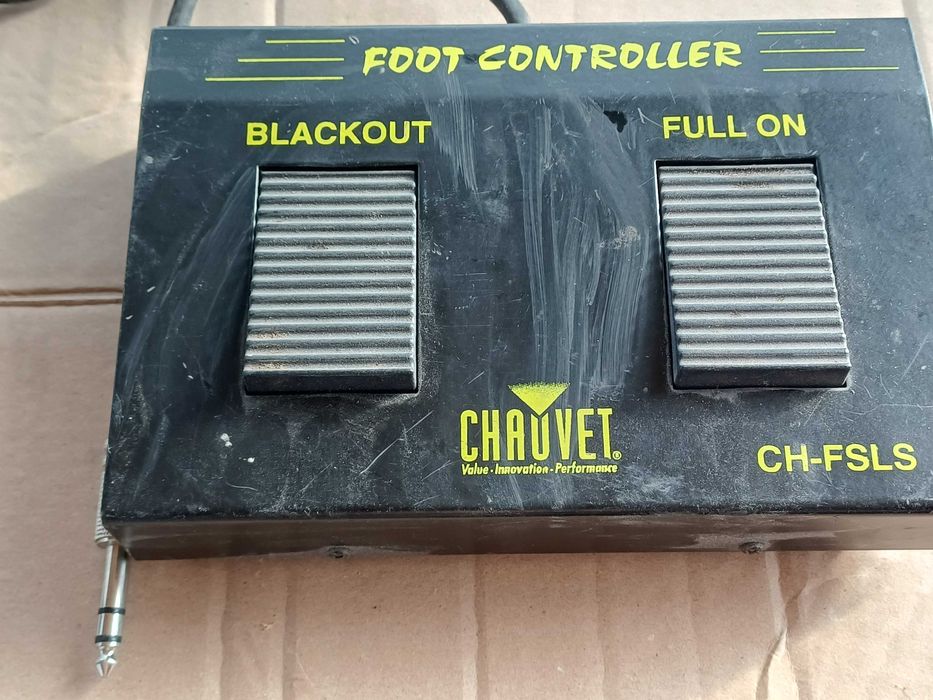 FOOT CONTROLLER
BLACKOUT
FULL ON
CHAUVET®
Value • Innovation • Performance
CH-FSLS